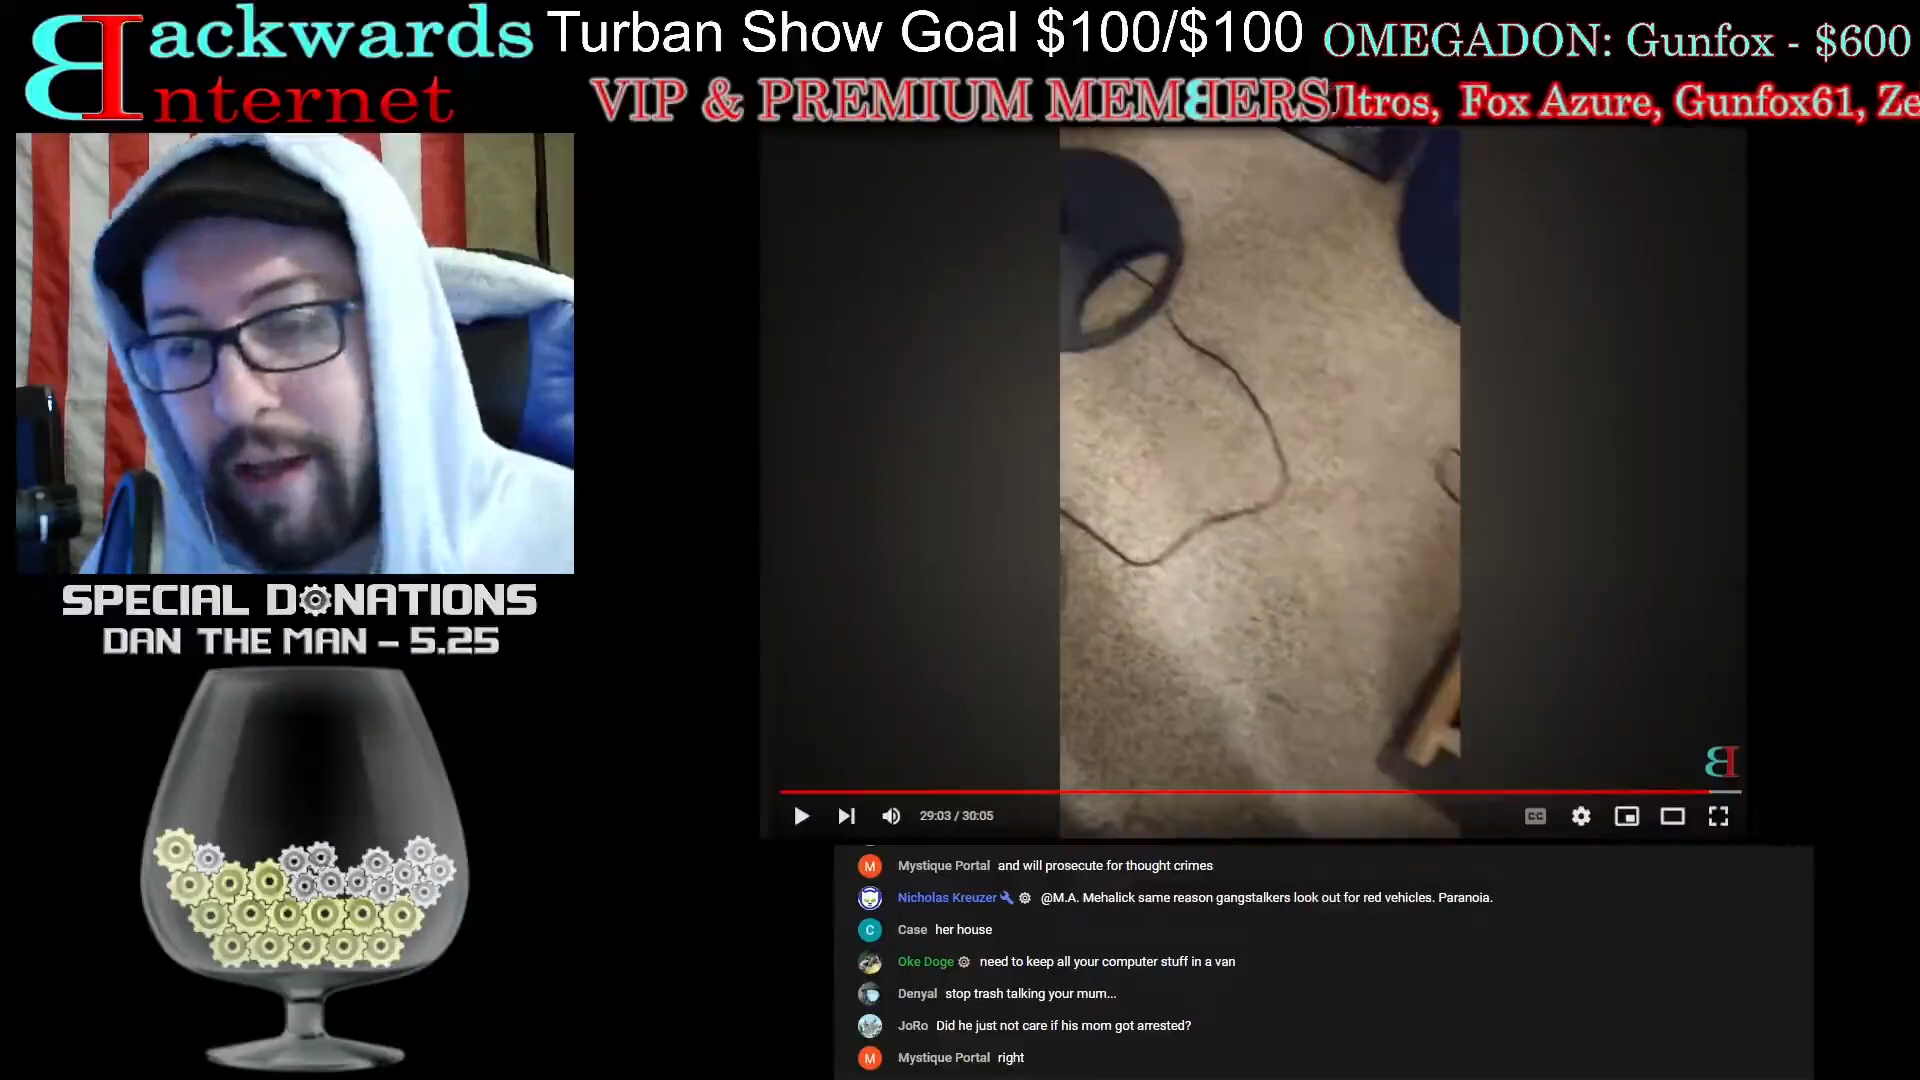 Backwards
Internet
Turban Show Goal $100/$100
OMEGADON: Gunfox - $600
VIP & PREMIUM MEMBERS
ltros, Fox Azure, Gunfox61, Ze
SPECIAL DONATIONS
DAN THE MAN - 5.25
BI
29:03 / 30:05
CC
M Mystique Portal and will prosecute for thought crimes
Nicholas Kreuzer @M.A. Mehalick same reason gangstalkers look out for red vehicles. Paranoia.
C Case her house
Oke Doge need to keep all your computer stuff in a van
Denyal stop trash talking your mum...
JoRo Did he just not care if his mom got arrested?
M Mystique Portal right